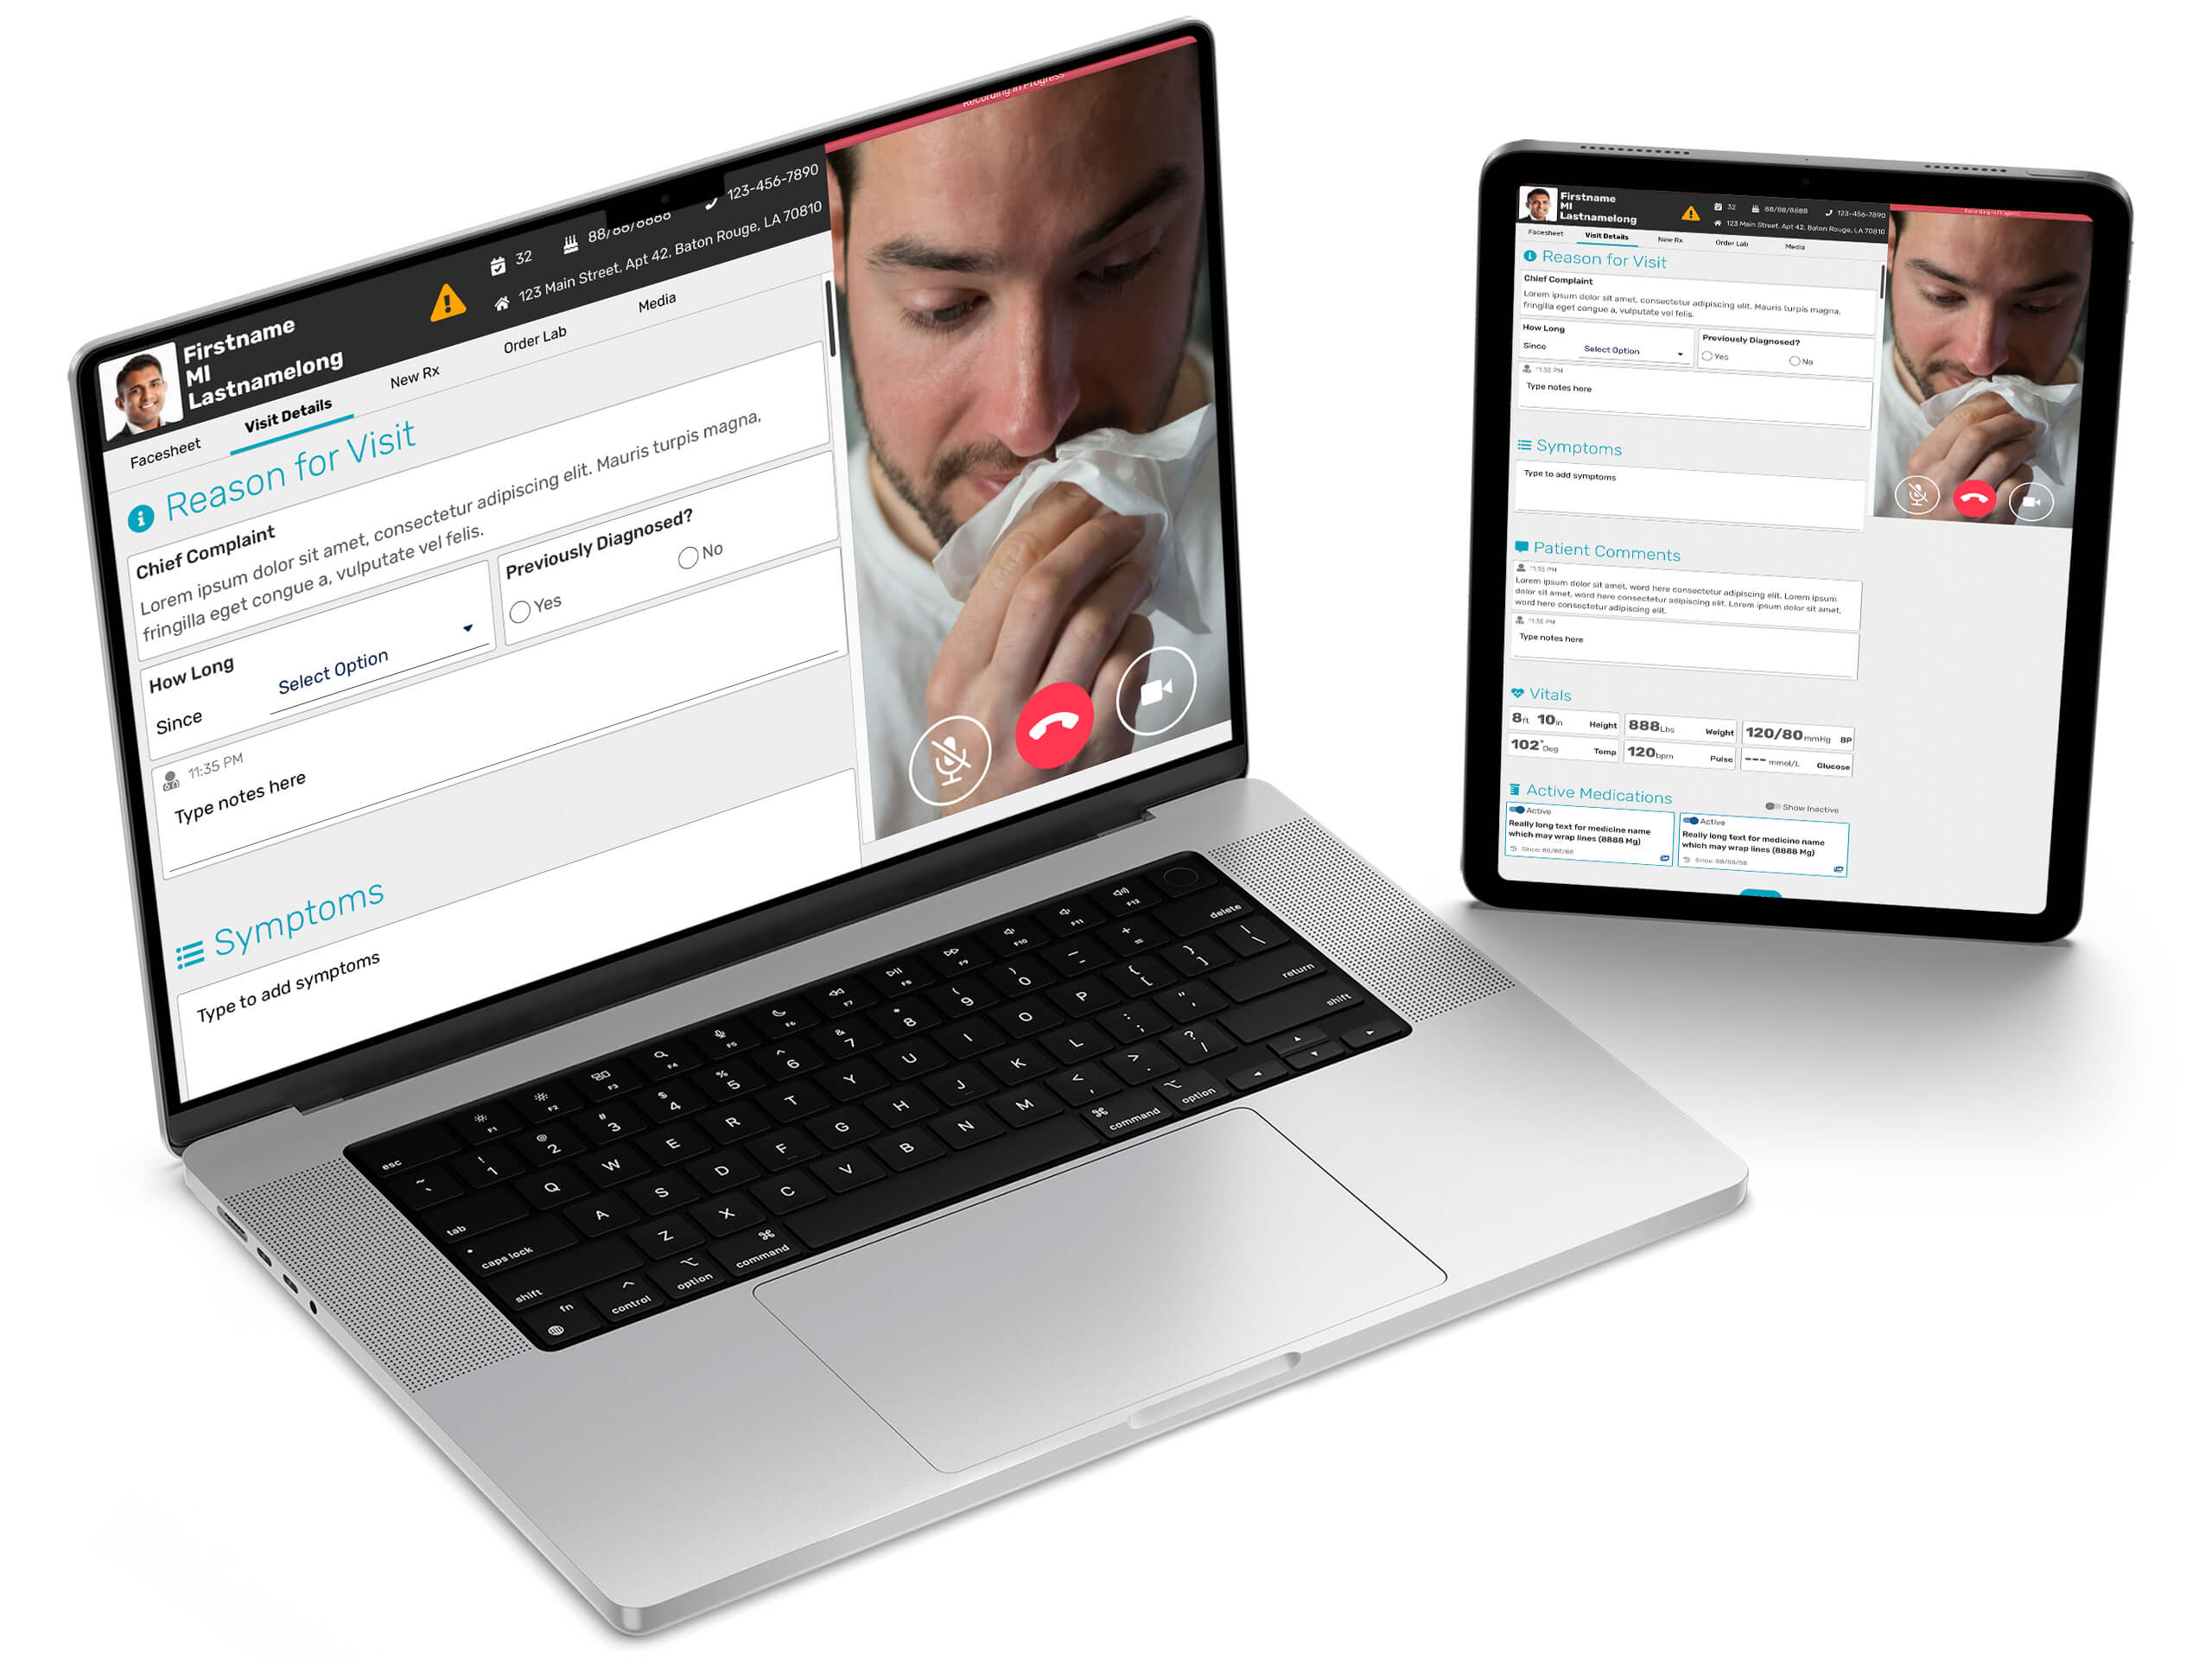 Recording in Progress
Firstname
MI
Lastnamelong
32
88/88/8888
123-456-7890
123 Main Street, Apt 42, Baton Rouge, LA 70810
Facesheet
Visit Details
New Rx
Order Lab
Media
Reason for Visit
Chief Complaint
Lorem ipsum dolor sit amet, consectetur adipiscing elit. Mauris turpis magna,
fringilla eget congue a, vulputate vel felis.
How Long
Since
Select Option
Previously Diagnosed?
Yes
No
11:35 PM
Type notes here
Symptoms
Type to add symptoms
esc
F1
F2
F3
F4
F5
F6
F7
F8
F9
F10
F11
F12
~ `
! 1
@ 2
# 3
$ 4
% 5
^ 6
& 7
* 8
( 9
) 0
— -
+ =
delete
tab
Q W E R T Y U I O P { [ } ] | \
caps lock
A S D F G H J K L : ; " '
return
shift
Z X C V B N M < , > . ? /
shift
fn
control
option
command
command
option
Firstname
MI
Lastnamelong
32
88/88/8888
123-456-7890
123 Main Street, Apt 42, Baton Rouge, LA 70810
Recording in Progress
Facesheet
Visit Details
New Rx
Order Lab
Media
Reason for Visit
Chief Complaint
Lorem ipsum dolor sit amet, consectetur adipiscing elit. Mauris turpis magna,
fringilla eget congue a, vulputate vel felis.
How Long
Since
Select Option
Previously Diagnosed?
Yes
No
11:35 PM
Type notes here
Symptoms
Type to add symptoms
Patient Comments
11:35 PM
Lorem ipsum dolor sit amet, word here consectetur adipiscing elit. Lorem ipsum
dolor sit amet, word here consectetur adipiscing elit. Lorem ipsum dolor sit amet,
word here consectetur adipiscing elit.
11:35 PM
Type notes here
Vitals
8ft 10in Height
888Lbs Weight
120/80mmHg BP
102°Deg Temp
120bpm Pulse
--- mmol/L Glucose
Active Medications
Show Inactive
Active
Really long text for medicine name
which may wrap lines (8888 Mg)
Since: 88/88/88
Active
Really long text for medicine name
which may wrap lines (8888 Mg)
Since: 88/88/88